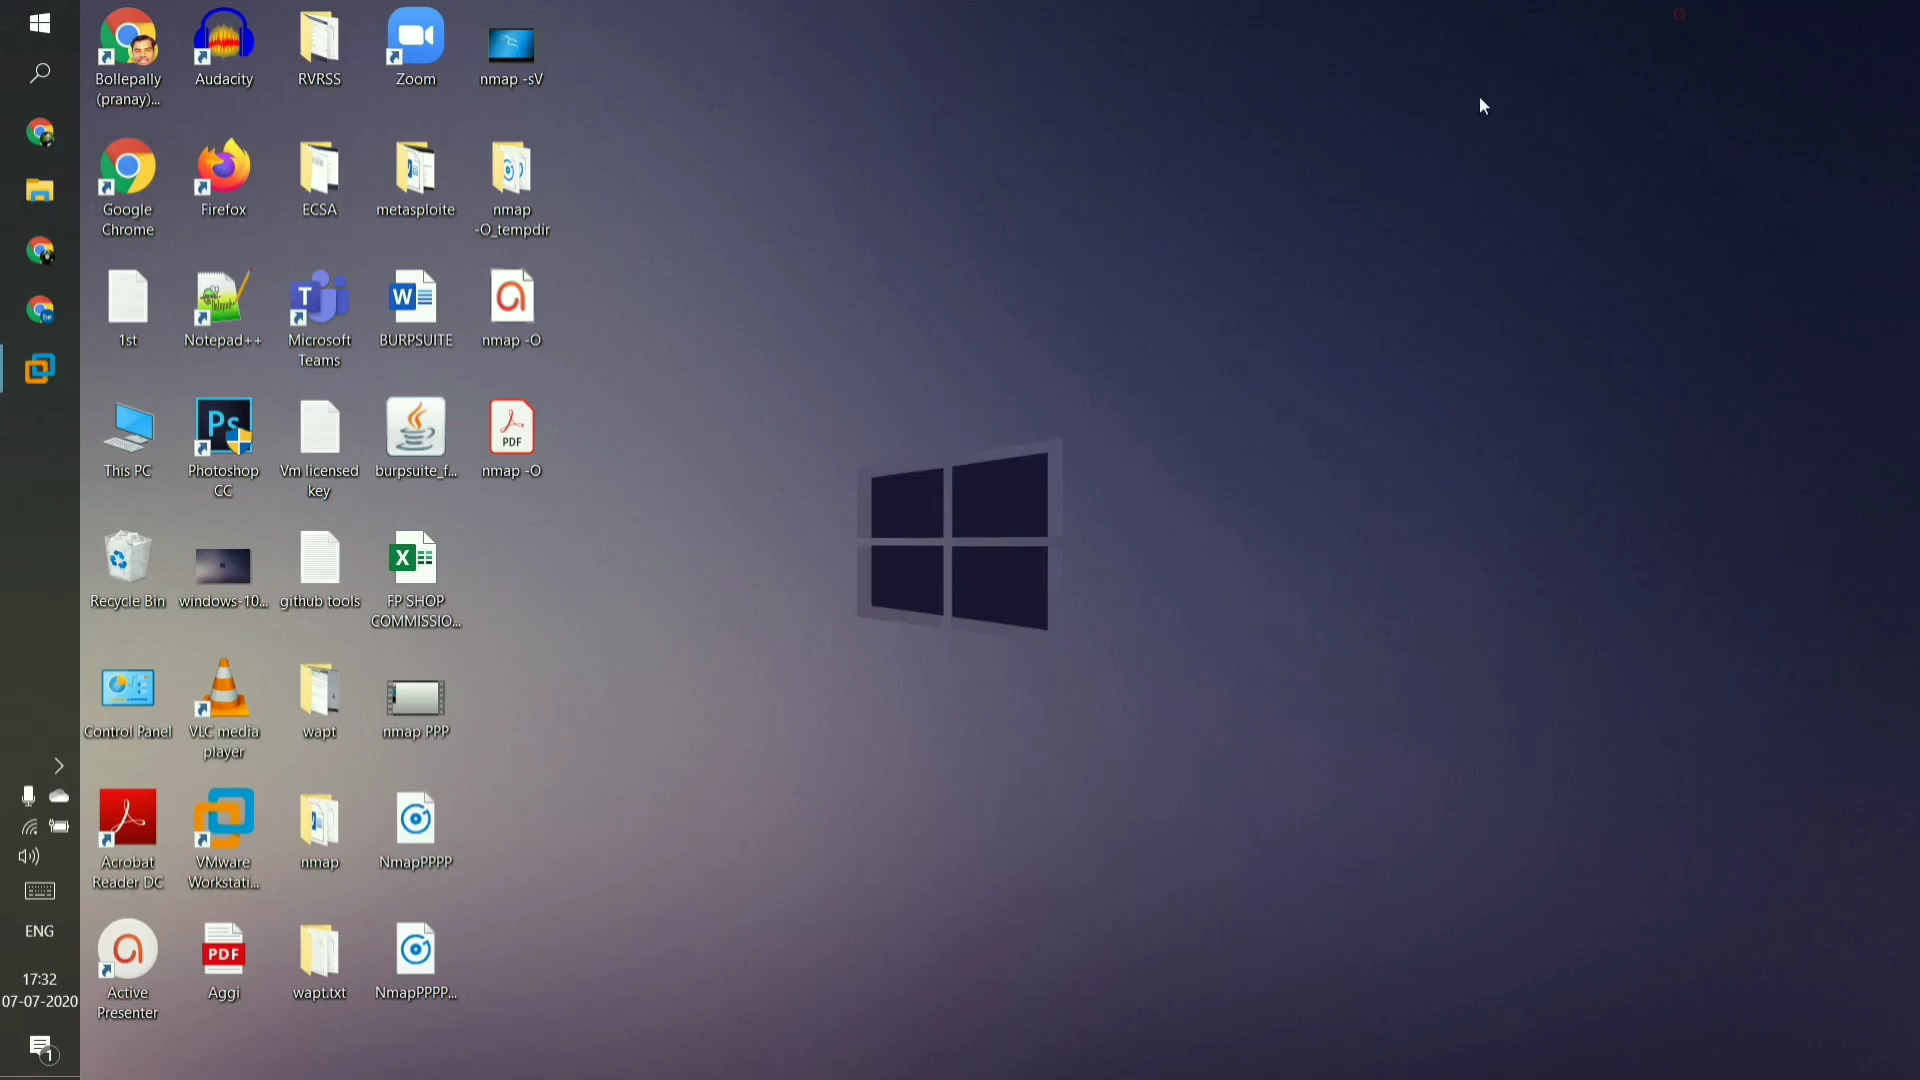 Bollepally
(pranay)...
Audacity
RVRSS
Zoom
nmap -sV
Google
Chrome
Firefox
ECSA
metasploite
nmap
-O_tempdir
1st
Notepad++
Microsoft
Teams
BURPSUITE
nmap -O
This PC
Photoshop
CC
Vm licensed
key
burpsuite_f...
PDF
nmap -O
Recycle Bin
windows-10...
github tools
FP SHOP
COMMISSIO...
Control Panel
VLC media
player
wapt
nmap PPP
Acrobat
Reader DC
VMware
Workstati...
nmap
NmapPPPP
Active
Presenter
PDF
Aggi
wapt.txt
NmapPPPP...
ENG
17:32
07-07-2020
1